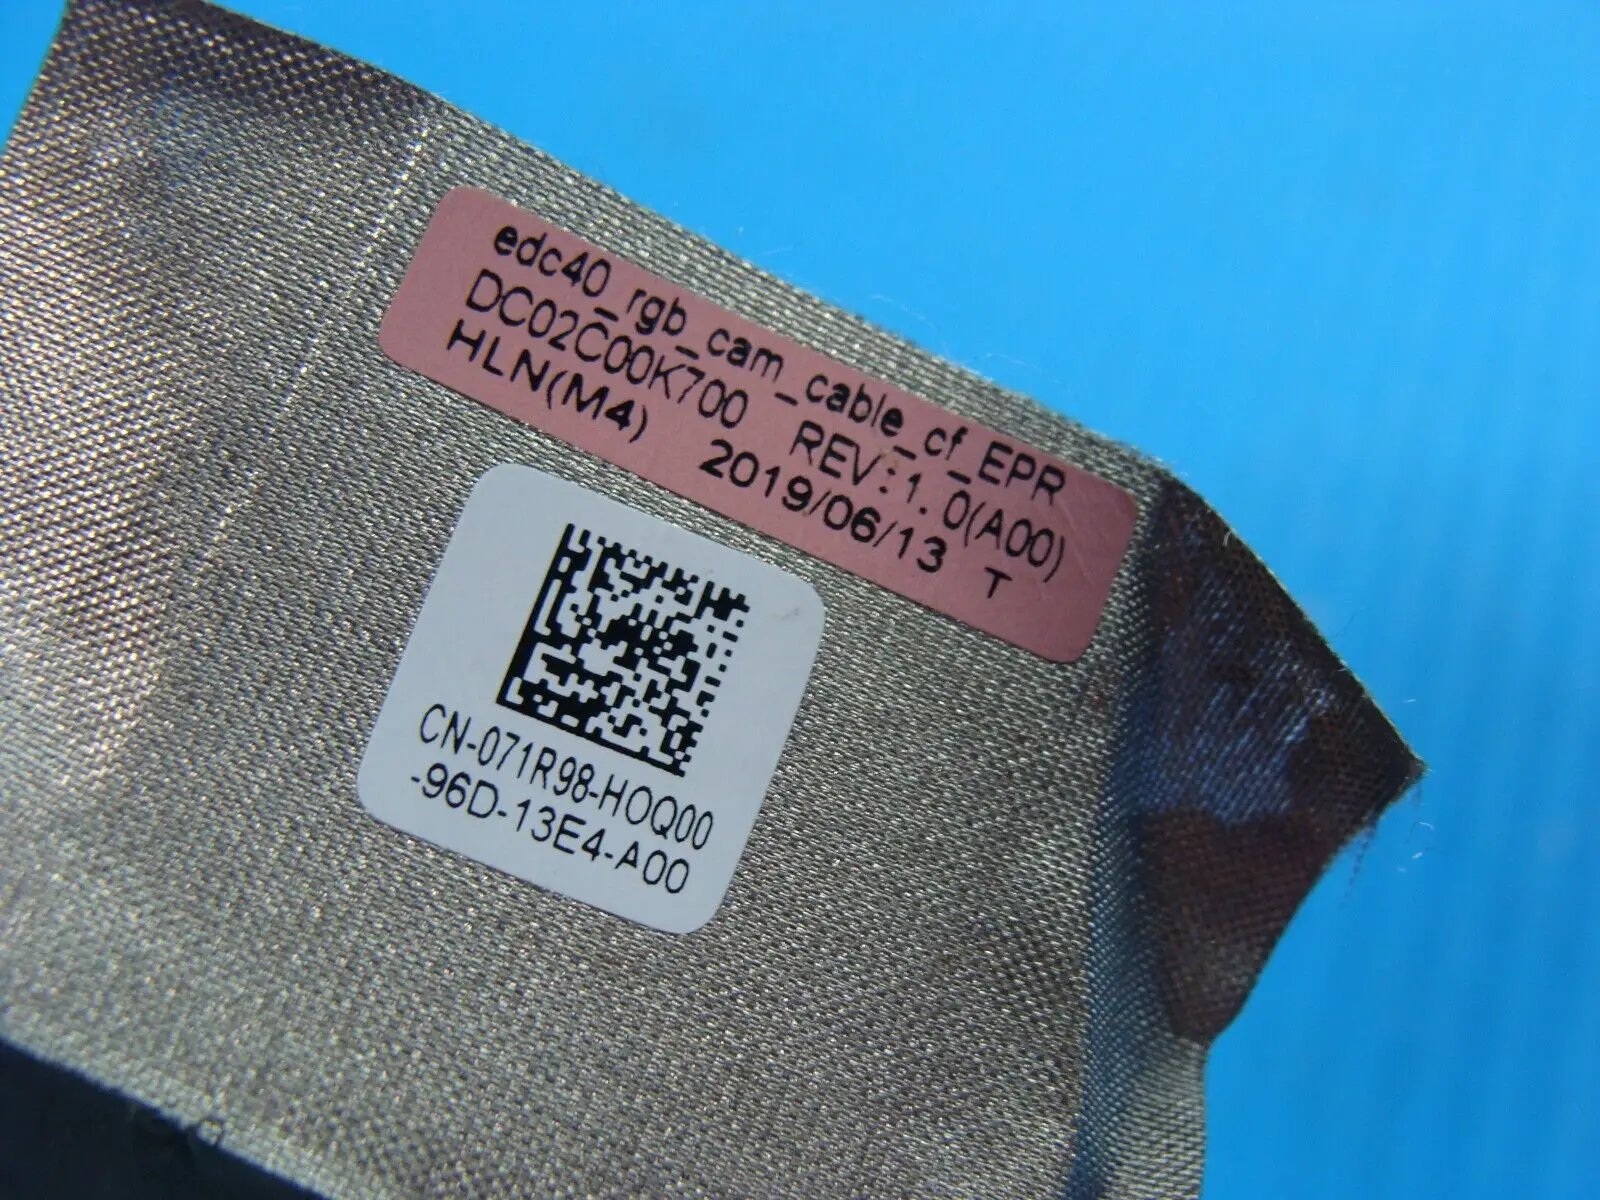 edc40_rgb_cam_cable_cf_EPR
DC02C00K700 REV:1.0(A00)
HLN(M4) 2019/06/13 T
CN-071R98-HOQ00
-96D-13E4-A00